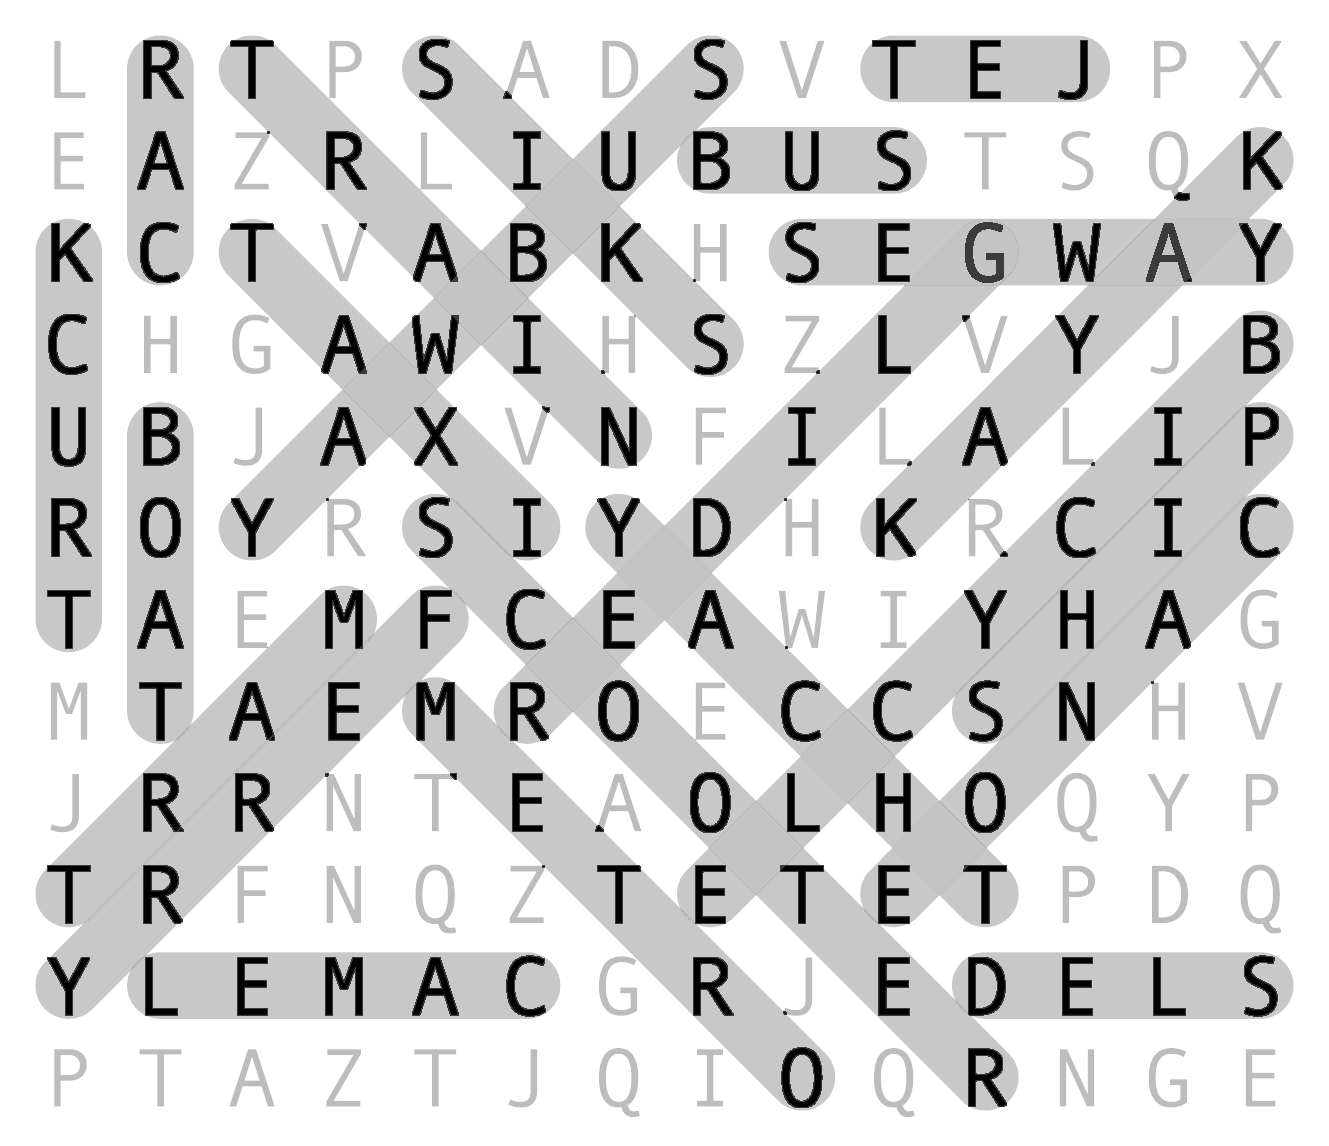 L R T P S A D S V T E J P X
E A Z R L I U B U S T S Q K
K C T V A B K H S E G W A Y
C H G A W I H S Z L V Y J B
U B J A X V N F I L A L I P
R O Y R S I Y D H K R C I C
T A E M F C E A W I Y H A G
M T A E M R O E C C S N H V
J R R N T E A O L H O Q Y P
T R F N Q Z T E T E T P D Q
Y L E M A C G R J E D E L S
P T A Z T J Q I O Q R N G E